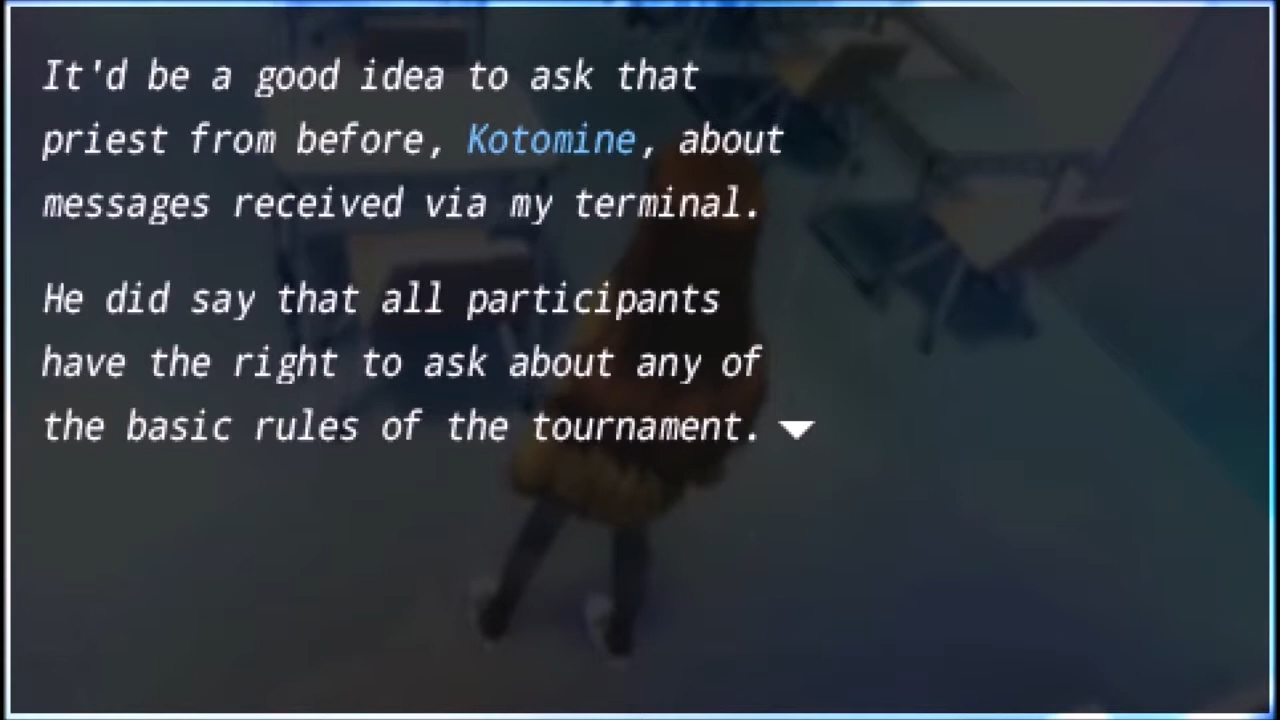 It'd be a good idea to ask that
priest from before, Kotomine, about
messages received via my terminal.
He did say that all participants
have the right to ask about any of
the basic rules of the tournament.